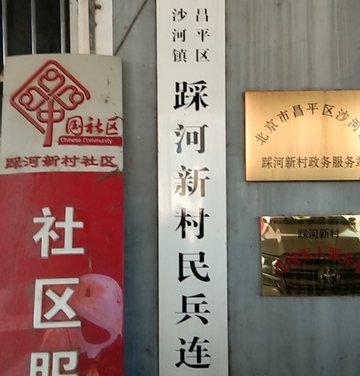 中国社区
Chinese Community
踩河新村社区
社区服
昌平区
沙河镇
踩河新村民兵连
北京市昌平区沙河
踩河新村政务服务
踩河新村